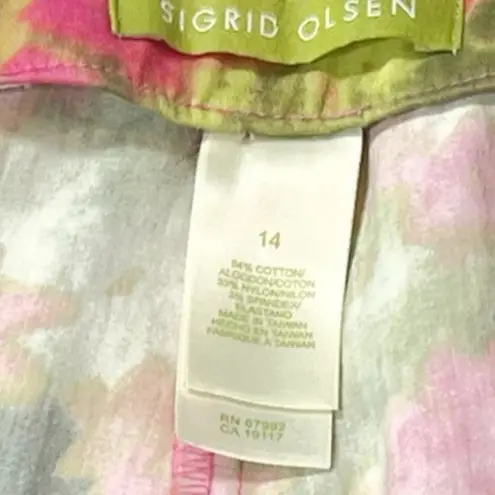 SIGRID OLSEN
14
64% COTTON/
ALGODON/COTON
33% NYLON/NILON
3% SPANDEX/
ELASTANO
MADE IN TAIWAN
HECHO EN TAIWAN
FABRIQUE A TAIWAN
RN 67992
CA 19117